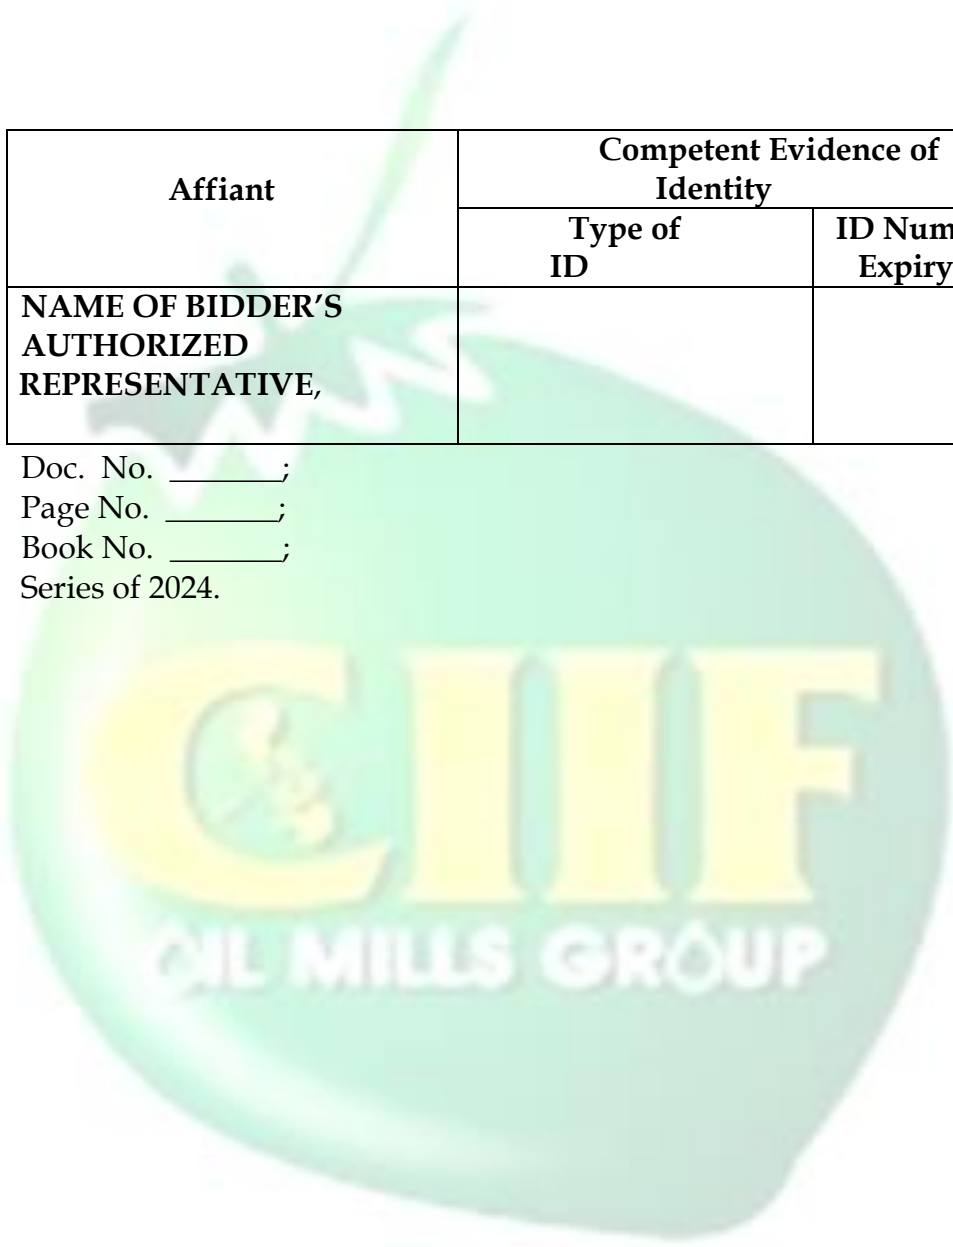 Affiant
Competent Evidence of
Identity
Type of
ID
ID Num
Expiry
NAME OF BIDDER’S
AUTHORIZED
REPRESENTATIVE,
Doc. No. _______;
Page No. _______;
Book No. _______;
Series of 2024.
CIIF
OIL MILLS GROUP